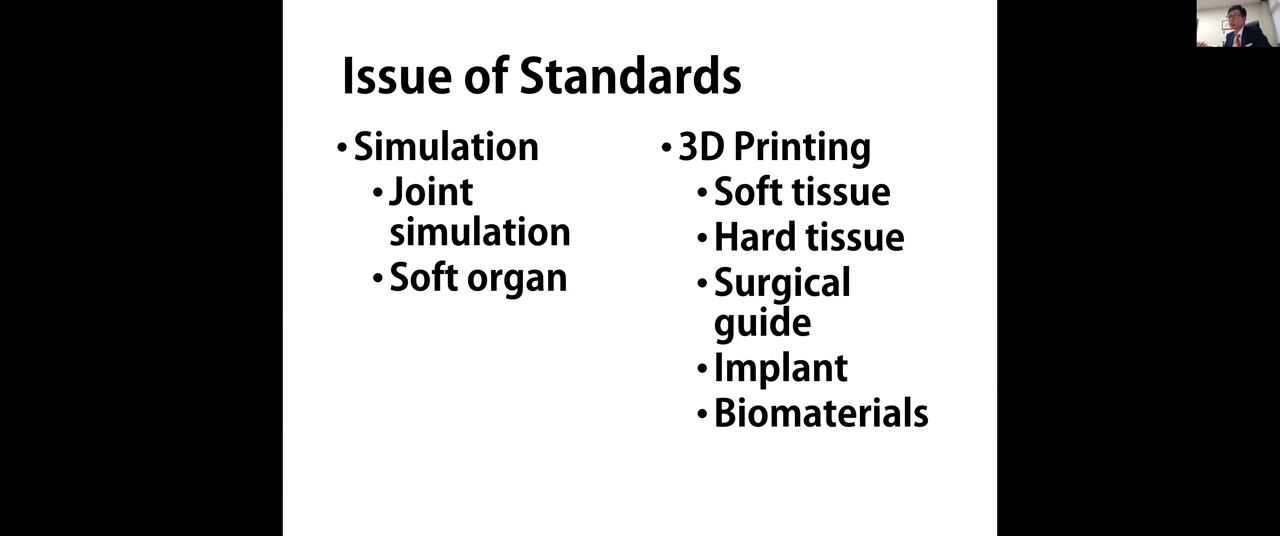 Issue of Standards
• Simulation
• Joint
simulation
• Soft organ
• 3D Printing
• Soft tissue
• Hard tissue
• Surgical
guide
• Implant
• Biomaterials